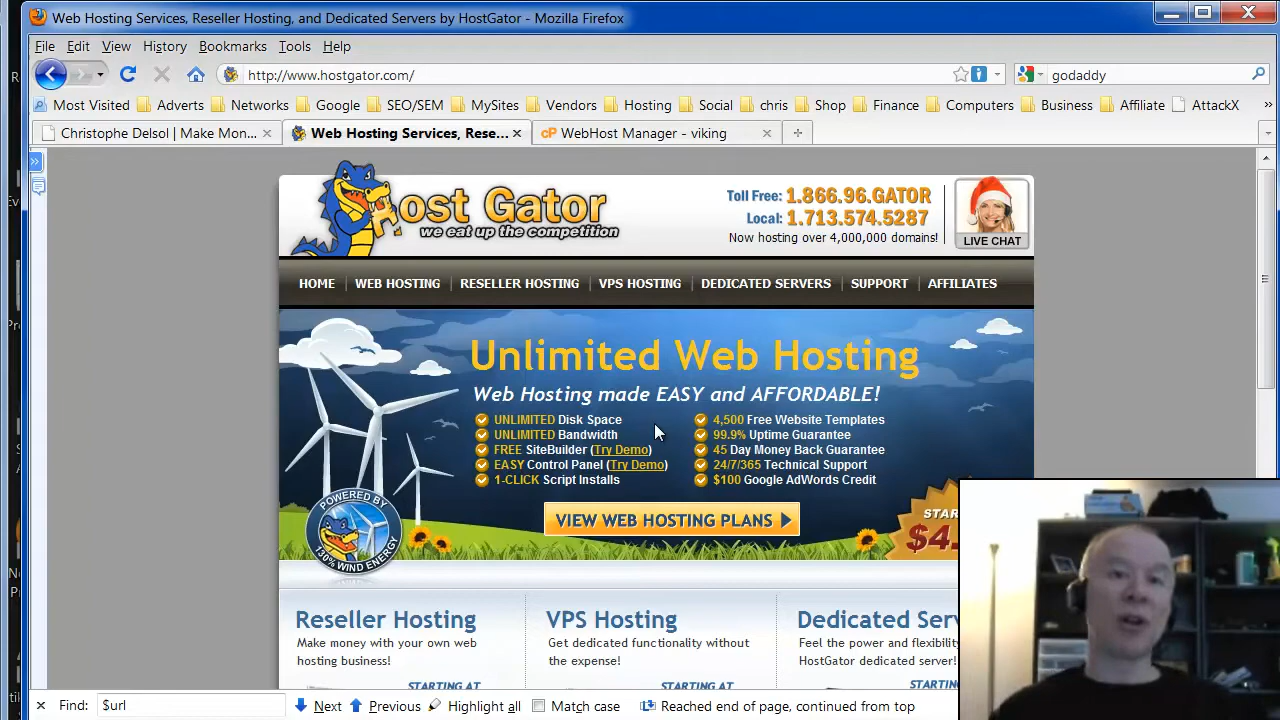 Web Hosting Services, Reseller Hosting, and Dedicated Servers by HostGator - Mozilla Firefox
File Edit View History Bookmarks Tools Help
http://www.hostgator.com/
godaddy
Most Visited Adverts Networks Google SEO/SEM MySites Vendors Hosting Social chris Shop Finance Computers Business Affiliate AttackX
Christophe Delsol | Make Mon...
Web Hosting Services, Rese...
cP WebHost Manager - viking
Host Gator
we eat up the competition
Toll Free: 1.866.96.GATOR
Local: 1.713.574.5287
Now hosting over 4,000,000 domains!
LIVE CHAT
HOME WEB HOSTING RESELLER HOSTING VPS HOSTING DEDICATED SERVERS SUPPORT AFFILIATES
Unlimited Web Hosting
Web Hosting made EASY and AFFORDABLE!
UNLIMITED Disk Space
UNLIMITED Bandwidth
FREE SiteBuilder (Try Demo)
EASY Control Panel (Try Demo)
1-CLICK Script Installs
4,500 Free Website Templates
99.9% Uptime Guarantee
45 Day Money Back Guarantee
24/7/365 Technical Support
$100 Google AdWords Credit
VIEW WEB HOSTING PLANS
POWERED BY
130% WIND ENERGY
Reseller Hosting
Make money with your own web
hosting business!
STARTING AT
VPS Hosting
Get dedicated functionality without
the expense!
STARTING AT
Dedicated Ser
Feel the power and flexibility
HostGator dedicated server!
Find: $url Next Previous Highlight all Match case Reached end of page, continued from top